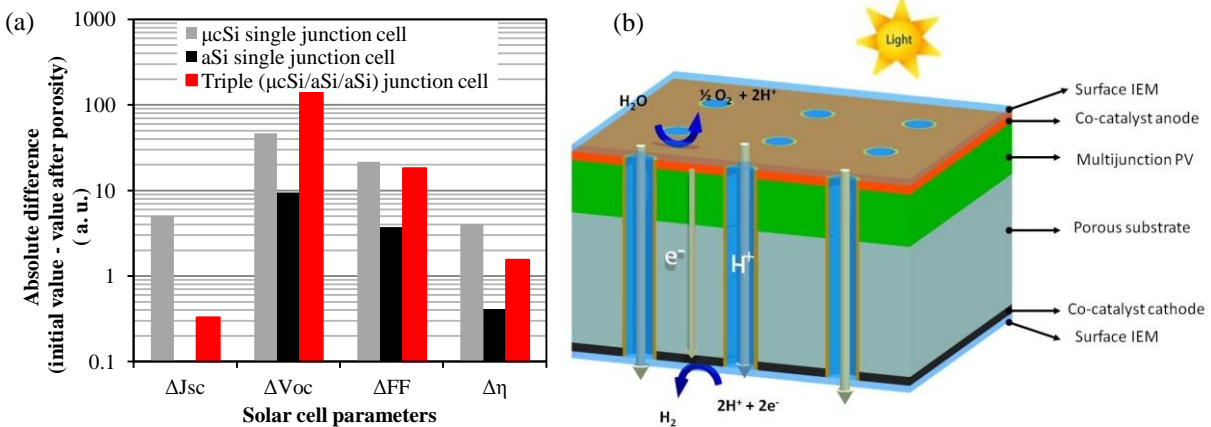 (a)
Absolute difference
(initial value - value after porosity)
( a. u.)
1000
100
10
1
0.1
μcSi single junction cell
aSi single junction cell
Triple (μcSi/aSi/aSi) junction cell
ΔJsc ΔVoc ΔFF Δη
Solar cell parameters
(b)
Light
H₂O
½ O₂ + 2H⁺
Surface IEM
Co-catalyst anode
Multijunction PV
Porous substrate
e⁻
H⁺
Co-catalyst cathode
Surface IEM
H₂
2H⁺ + 2e⁻